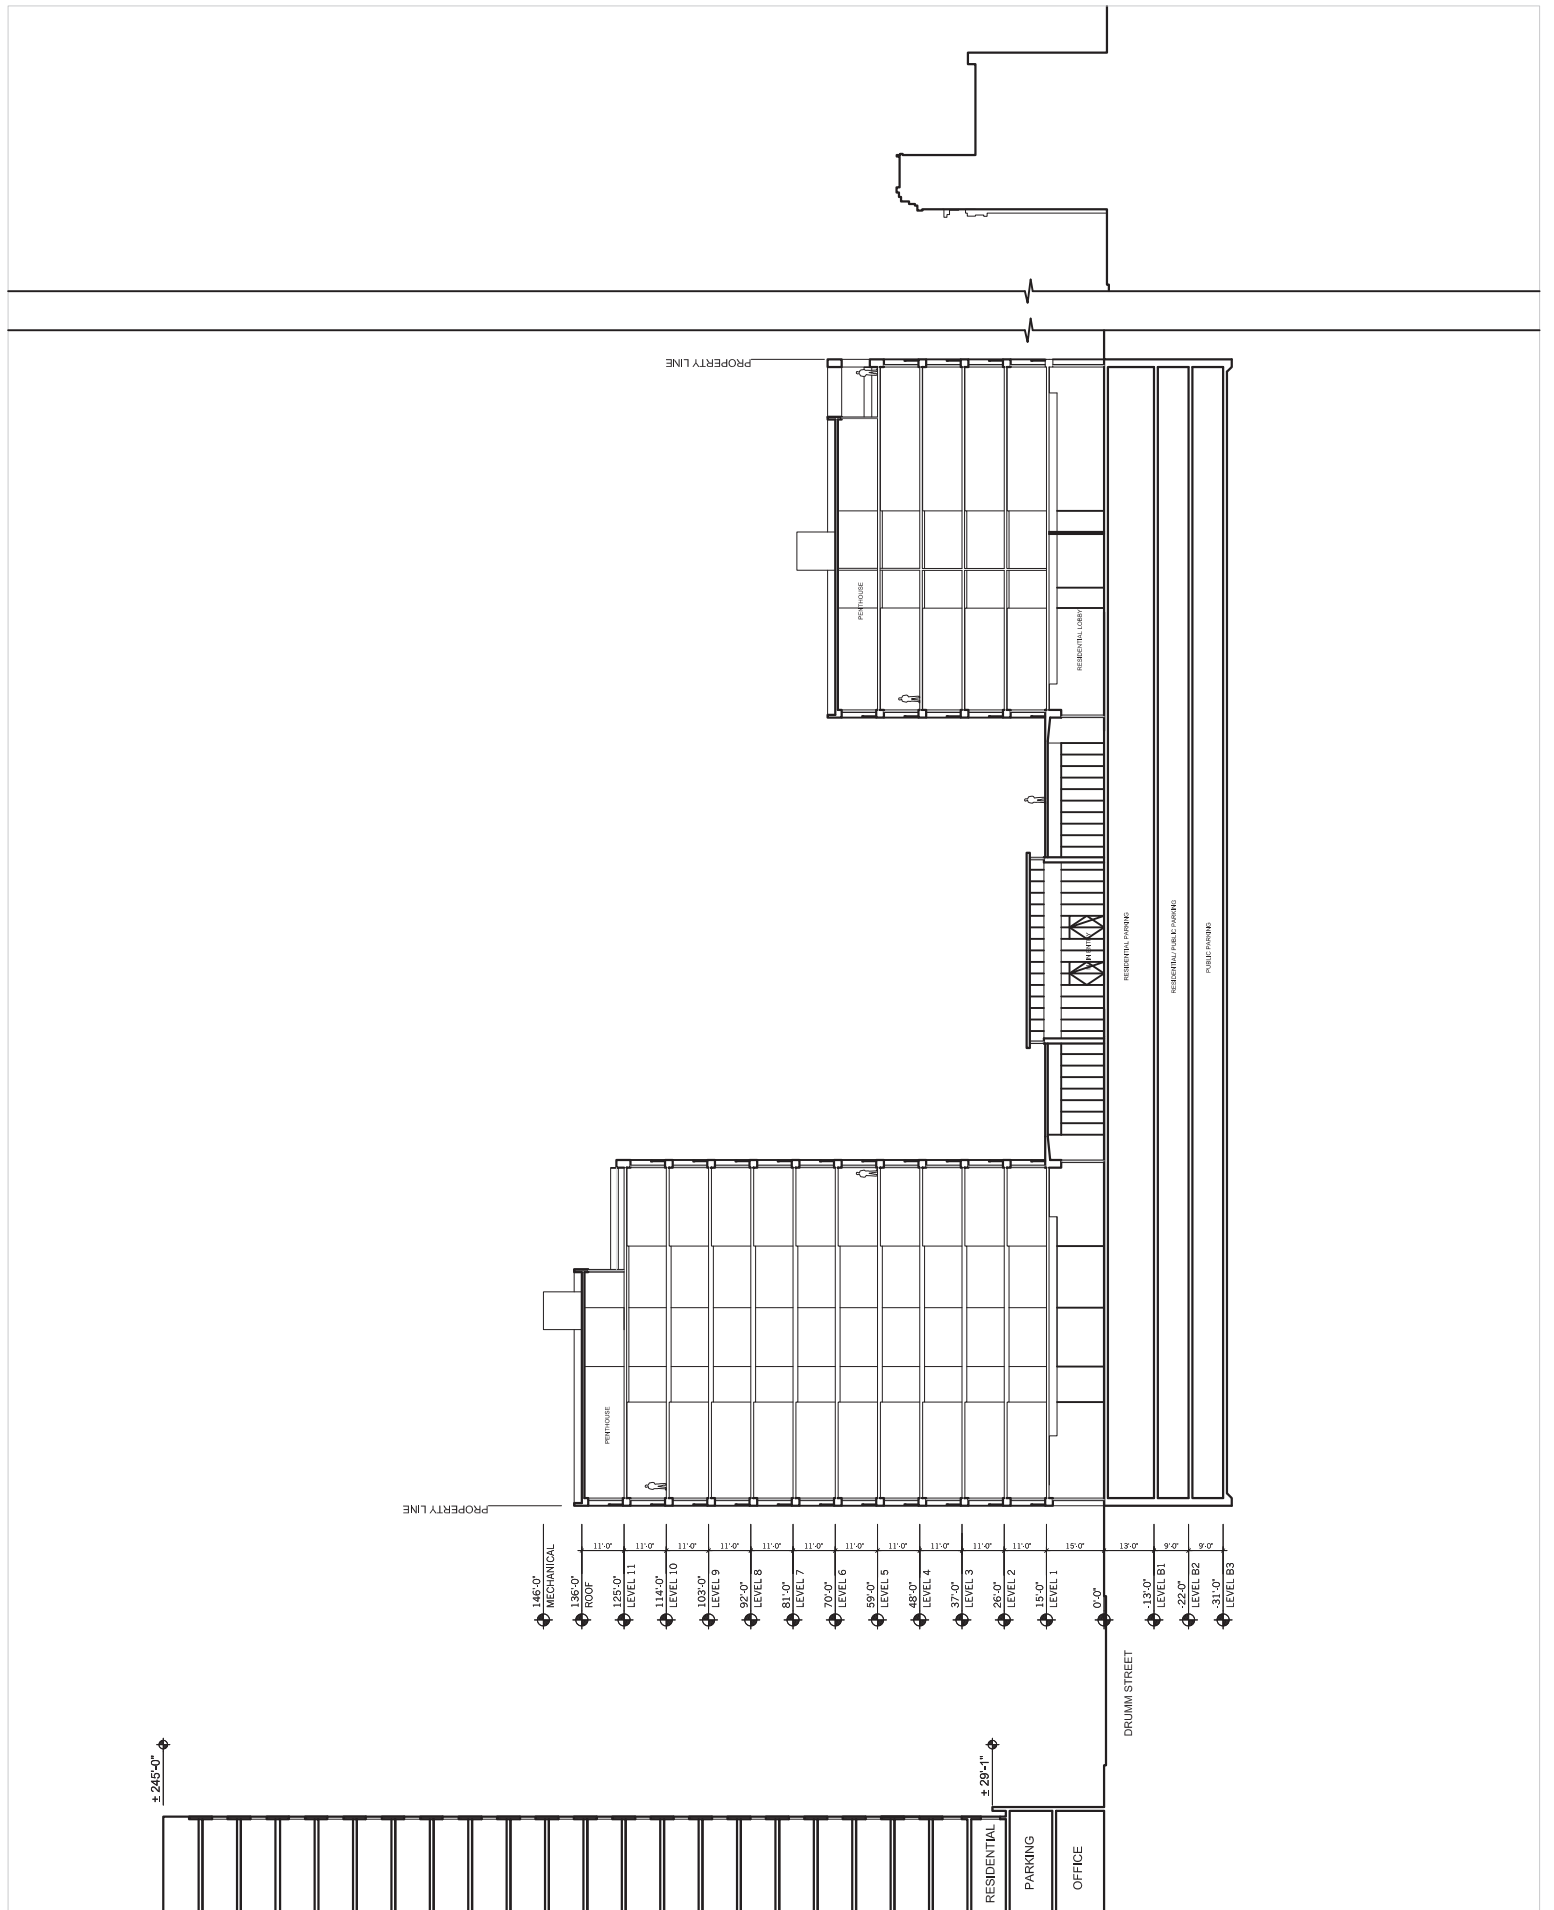 PROPERTY LINE
PENTHOUSE
RESIDENTIAL LOBBY
MAIN ENTRY
RESIDENTIAL PARKING
RESIDENTIAL/ PUBLIC PARKING
PUBLIC PARKING
PENTHOUSE
PROPERTY LINE
11'-0"
11'-0"
11'-0"
11'-0"
11'-0"
11'-0"
11'-0"
11'-0"
11'-0"
11'-0"
11'-0"
15'-0"
13'-0"
9'-0"
9'-0"
146'-0"
MECHANICAL
136'-0"
ROOF
125'-0"
LEVEL 11
114'-0"
LEVEL 10
103'-0"
LEVEL 9
92'-0"
LEVEL 8
81'-0"
LEVEL 7
70'-0"
LEVEL 6
59'-0"
LEVEL 5
48'-0"
LEVEL 4
37'-0"
LEVEL 3
26'-0"
LEVEL 2
15'-0"
LEVEL 1
0'-0"
-13'-0"
LEVEL B1
-22-0"
LEVEL B2
-31-0"
LEVEL B3
DRUMM STREET
± 245'-0"
± 29'-1"
RESIDENTIAL
PARKING
OFFICE